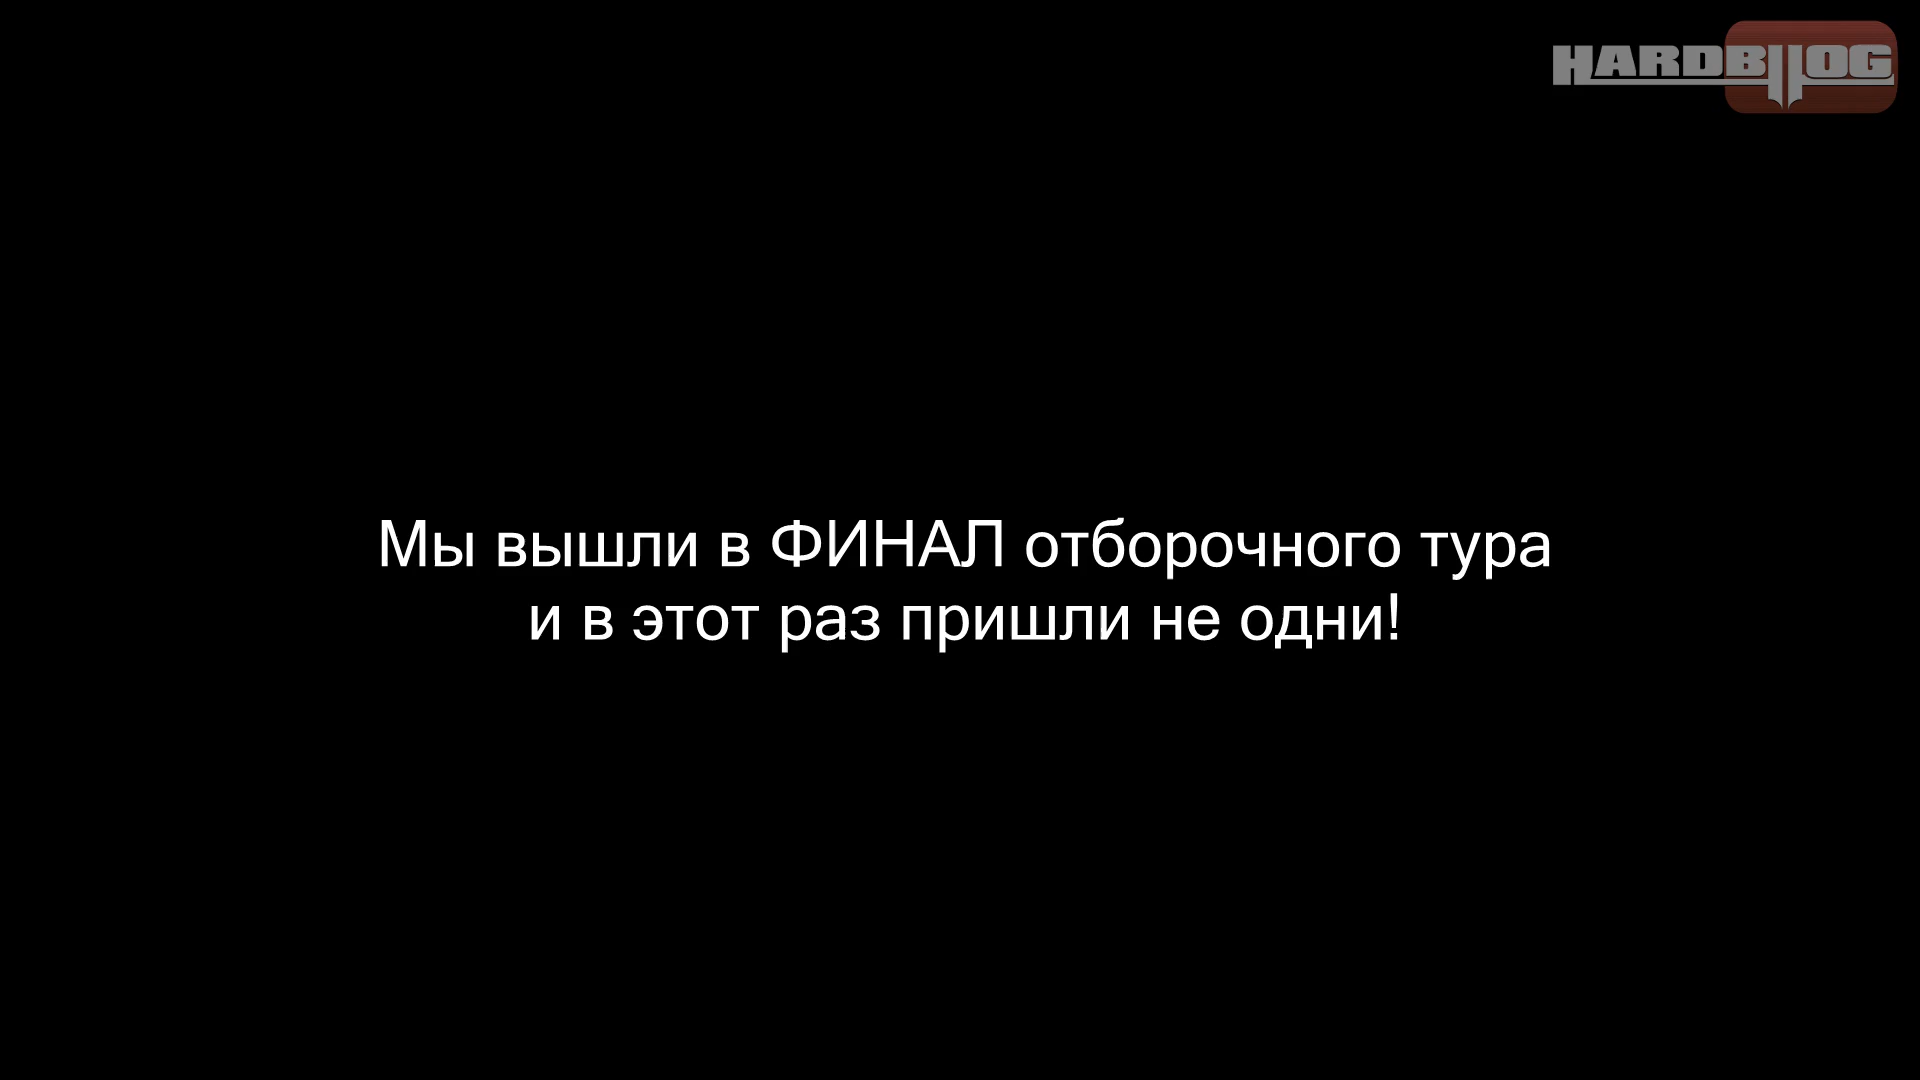 HARDBLOG
Мы вышли в ФИНАЛ отборочного тура
и в этот раз пришли не одни!